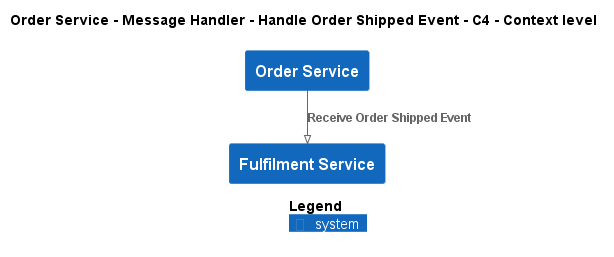 Order Service - Message Handler - Handle Order Shipped Event - C4 - Context level
Order Service
Receive Order Shipped Event
Fulfilment Service
Legend
system